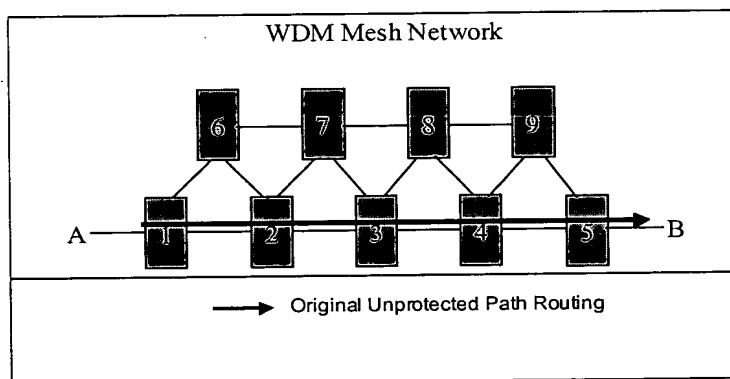 WDM Mesh Network
6 7 8 9
A 1 2 3 4 5 B
Original Unprotected Path Routing